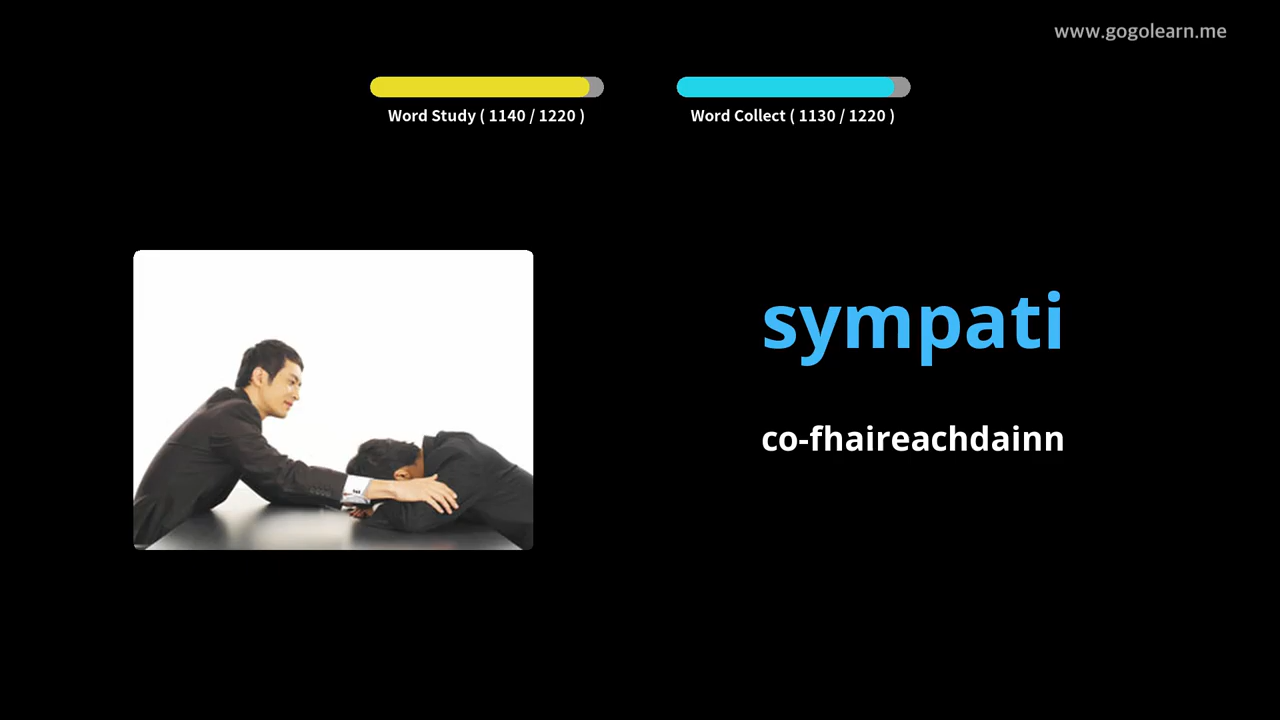 www.gogolearn.me
Word Study ( 1140 / 1220 )
Word Collect ( 1130 / 1220 )
sympati
co-fhaireachdainn